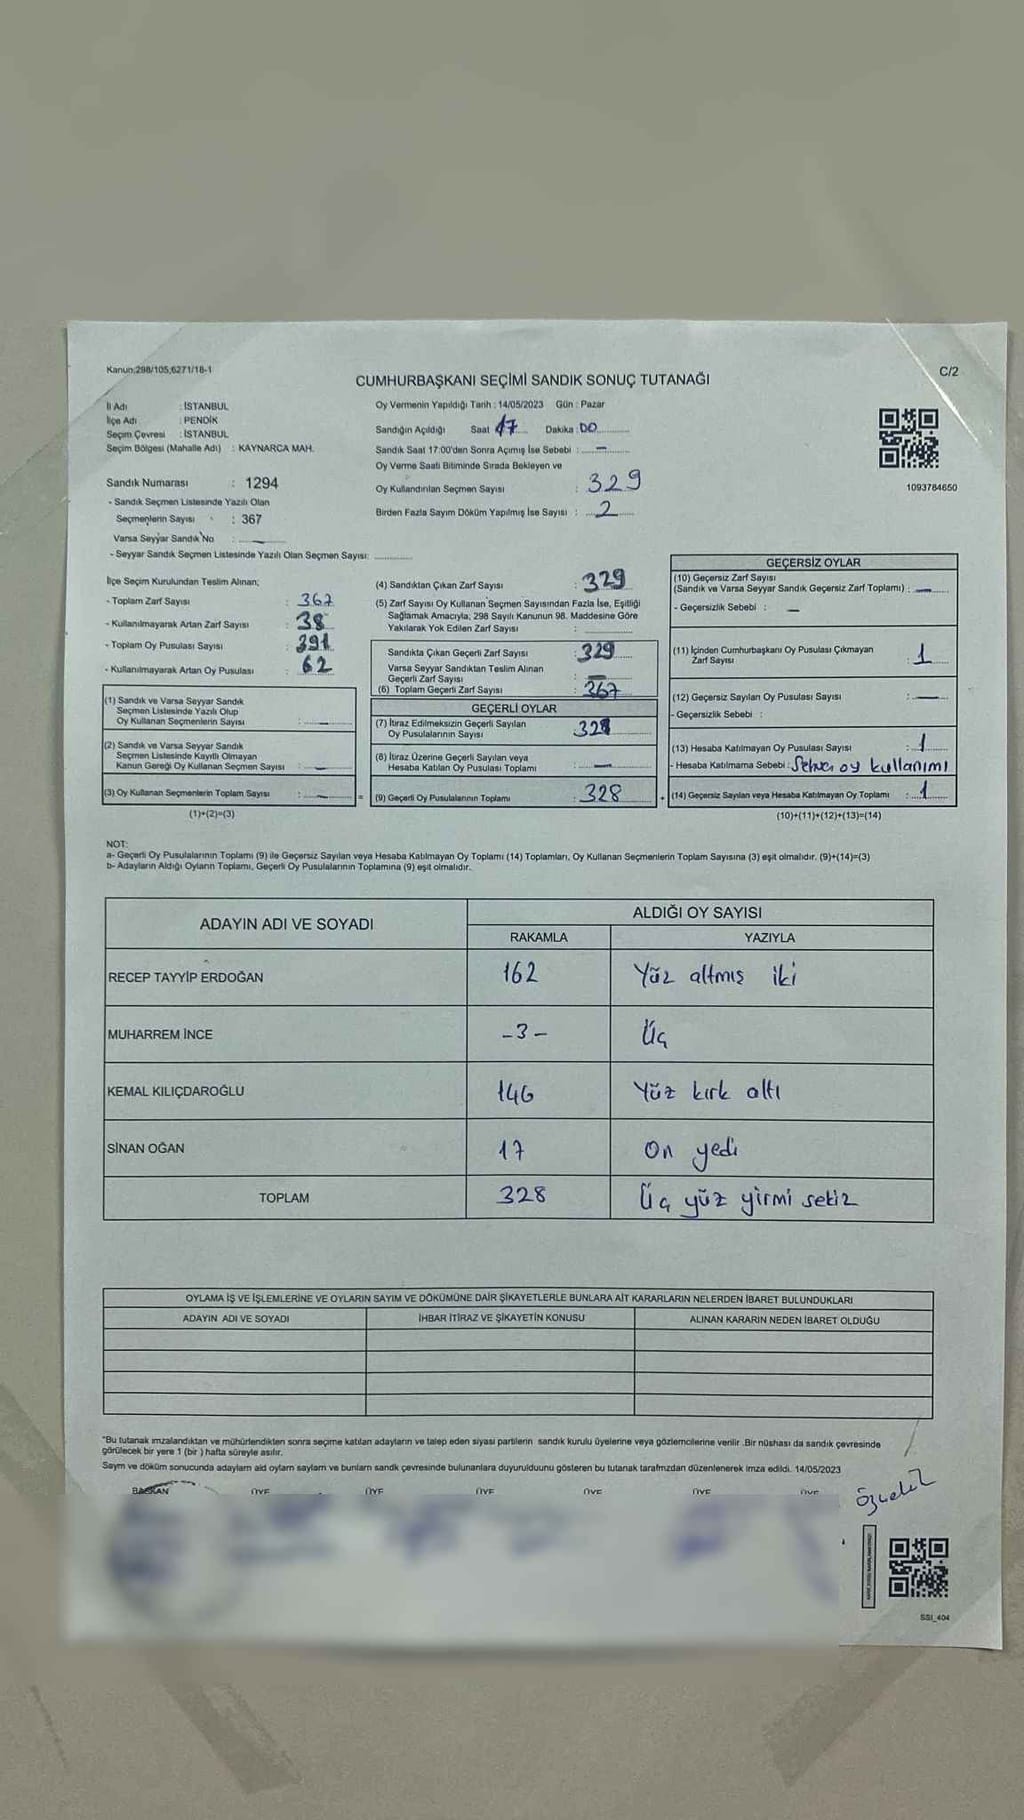 Kanun;298/105;6271/18-1
C/2
CUMHURBAŞKANI SEÇİMİ SANDIK SONUÇ TUTANAĞI
İl Adı : İSTANBUL
İlçe Adı : PENDİK
Seçim Çevresi : İSTANBUL
Seçim Bölgesi (Mahalle Adı) : KAYNARCA MAH.
Sandık Numarası : 1294
- Sandık Seçmen Listesinde Yazılı Olan
Seçmenlerin Sayısı : 367
Varsa Seyyar Sandık No : —
- Seyyar Sandık Seçmen Listesinde Yazılı Olan Seçmen Sayısı: ............
Oy Vermenin Yapıldığı Tarih : 14/05/2023 Gün : Pazar
Sandığın Açıldığı Saat 17 Dakika : 00
Sandık Saat 17:00'den Sonra Açımış İse Sebebi : —
Oy Verme Saati Bitiminde Sırada Bekleyen ve
Oy Kullandırılan Seçmen Sayısı : 329
Birden Fazla Sayım Döküm Yapılmış İse Sayısı : 2
1093784650
İlçe Seçim Kurulundan Teslim Alınan;
- Toplam Zarf Sayısı : 367
- Kullanılmayarak Artan Zarf Sayısı : 38
- Toplam Oy Pusulası Sayısı : 391
- Kullanılmayarak Artan Oy Pusulası : 62
(1) Sandık ve Varsa Seyyar Sandık
Seçmen Listesinde Yazılı Olup
Oy Kullanan Seçmenlerin Sayısı : —
(2) Sandık ve Varsa Seyyar Sandık
Seçmen Listesinde Kayıtlı Olmayan
Kanun Gereği Oy Kullanan Seçmen Sayısı : —
(3) Oy Kullanan Seçmenlerin Toplam Sayısı : —
(1)+(2)=(3)
(4) Sandıktan Çıkan Zarf Sayısı : 329
(5) Zarf Sayısı Oy Kullanan Seçmen Sayısından Fazla İse, Eşitliği
Sağlamak Amacıyla; 298 Sayılı Kanunun 98. Maddesine Göre
Yakılarak Yok Edilen Zarf Sayısı : ............
Sandıkta Çıkan Geçerli Zarf Sayısı : 329
Varsa Seyyar Sandıktan Teslim Alınan
Geçerli Zarf Sayısı : —
(6) Toplam Geçerli Zarf Sayısı : 367
GEÇERLİ OYLAR
(7) İtiraz Edilmeksizin Geçerli Sayılan
Oy Pusulalarının Sayısı : 328
(8) İtiraz Üzerine Geçerli Sayılan veya
Hesaba Katılan Oy Pusulası Toplamı : —
= (9) Geçerli Oy Pusulalarının Toplamı : 328
GEÇERSİZ OYLAR
(10) Geçersiz Zarf Sayısı
(Sandık ve Varsa Seyyar Sandık Geçersiz Zarf Toplamı) : —
- Geçersizlik Sebebi : —
(11) İçinden Cumhurbaşkanı Oy Pusulası Çıkmayan
Zarf Sayısı : 1
(12) Geçersiz Sayılan Oy Pusulası Sayısı : —
- Geçersizlik Sebebi :
(13) Hesaba Katılmayan Oy Pusulası Sayısı : 1
- Hesaba Katılmama Sebebi : oy kullanımı
+ (14) Geçersiz Sayılan veya Hesaba Katılmayan Oy Toplamı : 1
(10)+(11)+(12)+(13)=(14)
NOT:
a- Geçerli Oy Pusulalarının Toplamı (9) ile Geçersiz Sayılan veya Hesaba Katılmayan Oy Toplamı (14) Toplamları, Oy Kullanan Seçmenlerin Toplam Sayısına (3) eşit olmalıdır. (9)+(14)=(3)
b- Adayların Aldığı Oyların Toplamı, Geçerli Oy Pusulalarının Toplamına (9) eşit olmalıdır.
ADAYIN ADI VE SOYADI
ALDIĞI OY SAYISI
RAKAMLA YAZIYLA
RECEP TAYYİP ERDOĞAN 162 Yüz altmış iki
MUHARREM İNCE -3- Üç
KEMAL KILIÇDAROĞLU 146 Yüz kırk altı
SİNAN OĞAN 17 On yedi
TOPLAM 328 Üç yüz yirmi sekiz
OYLAMA İŞ VE İŞLEMLERİNE VE OYLARIN SAYIM VE DÖKÜMÜNE DAİR ŞİKAYETLERLE BUNLARA AİT KARARLARIN NELERDEN İBARET BULUNDUKLARI
ADAYIN ADI VE SOYADI İHBAR İTİRAZ VE ŞİKAYETİN KONUSU ALINAN KARARIN NEDEN İBARET OLDUĞU
"Bu tutanak imzalandıktan ve mühürlendikten sonra seçime katılan adayların ve talep eden siyasi partilerin sandık kurulu üyelerine veya gözlemcilerine verilir .Bir nüshası da sandık çevresinde
görülecek bir yere 1 (bir ) hafta süreyle asılır.
Sayım ve döküm sonucunda adayların aid oyların sayıları ve bunların sandık çevresinde bulunanlara duyurulduunu gösteren bu tutanak tarafımzdan düzenlenerek imza edildi. 14/05/2023
BAŞKAN ÜYE ÜYE ÜYE ÜYE ÜYE ÜYE
SSI_404